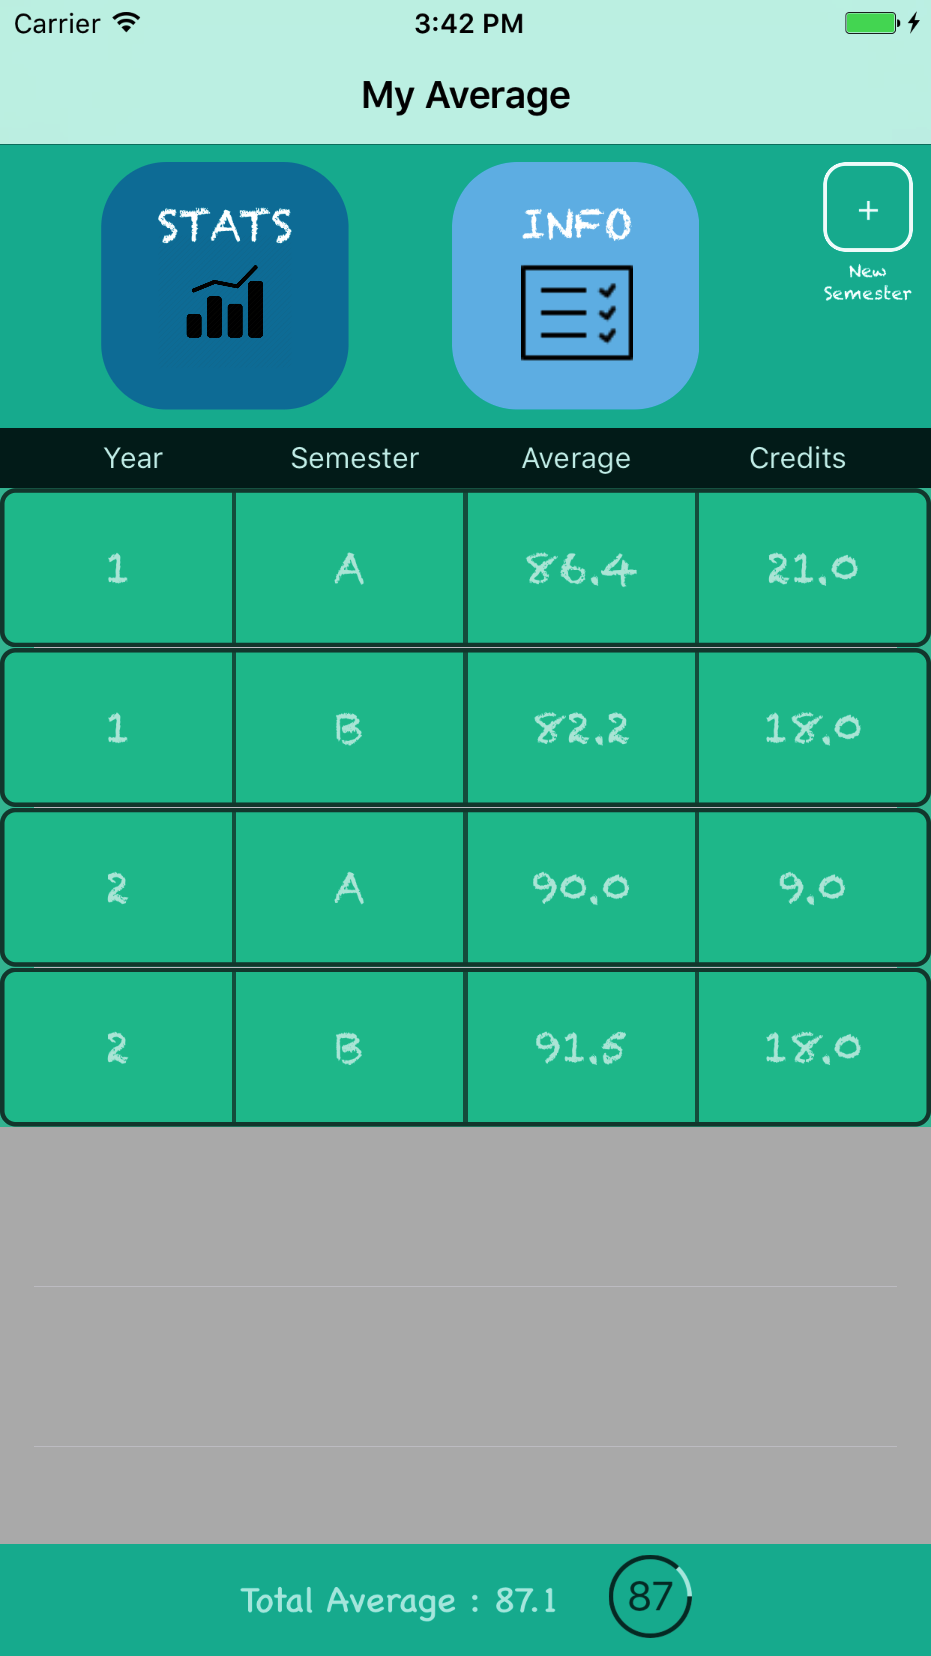 Carrier 3:42 PM
My Average
STATS INFO +
New
Semester
Year Semester Average Credits
1 A 86.4 21.0
1 B 82.2 18.0
2 A 90.0 9.0
2 B 91.5 18.0
Total Average : 87.1 87